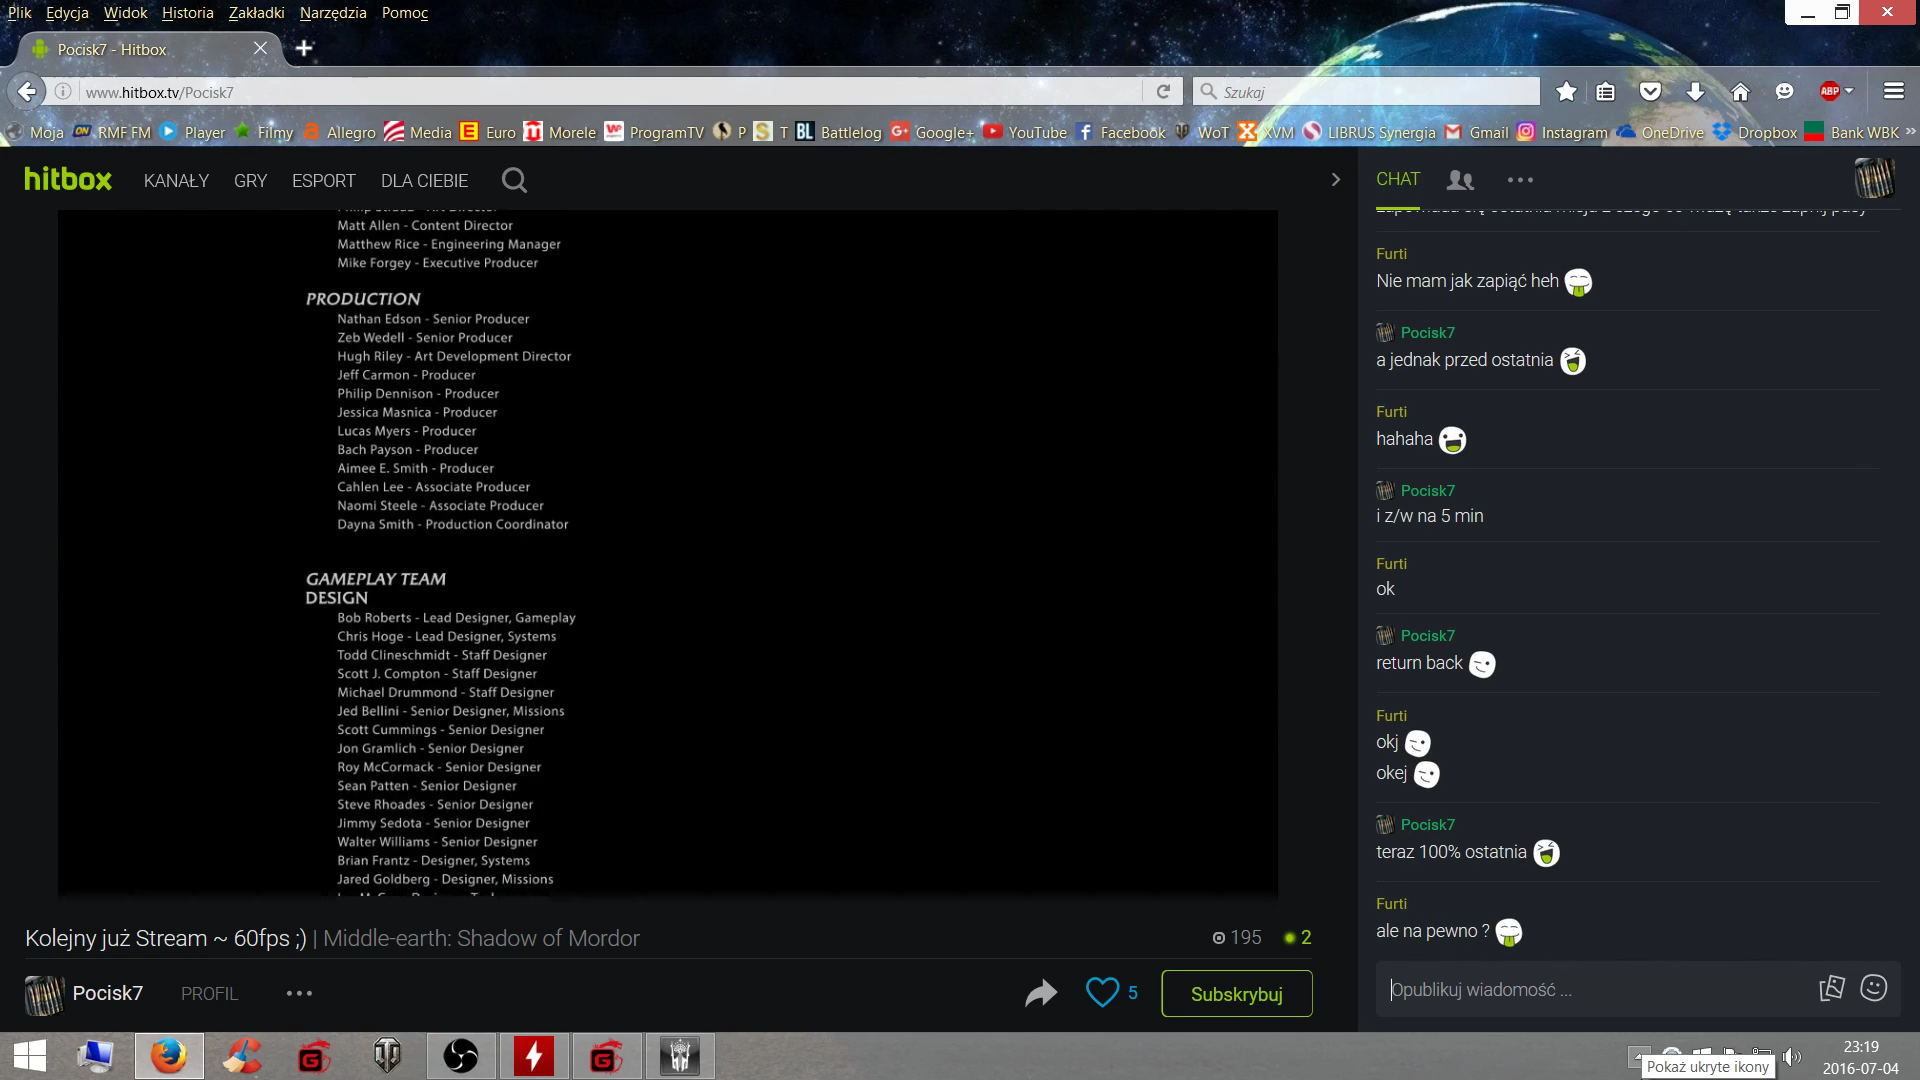 Plik Edycja Widok Historia Zakładki Narzędzia Pomoc
Pocisk7 - Hitbox
www.hitbox.tv/Pocisk7
Szukaj
ABP
Moja RMF FM Player Filmy Allegro Media Euro Morele ProgramTV P T Battlelog Google+ YouTube Facebook WoT XVM LIBRUS Synergia Gmail Instagram OneDrive Dropbox Bank WBK
hitbox KANAŁY GRY ESPORT DLA CIEBIE
CHAT
Matt Allen - Content Director
Matthew Rice - Engineering Manager
Mike Forgey - Executive Producer
PRODUCTION
Nathan Edson - Senior Producer
Zeb Wedell - Senior Producer
Hugh Riley - Art Development Director
Jeff Carmon - Producer
Philip Dennison - Producer
Jessica Masnica - Producer
Lucas Myers - Producer
Bach Payson - Producer
Aimee E. Smith - Producer
Cahlen Lee - Associate Producer
Naomi Steele - Associate Producer
Dayna Smith - Production Coordinator
GAMEPLAY TEAM
DESIGN
Bob Roberts - Lead Designer, Gameplay
Chris Hoge - Lead Designer, Systems
Todd Clineschmidt - Staff Designer
Scott J. Compton - Staff Designer
Michael Drummond - Staff Designer
Jed Bellini - Senior Designer, Missions
Scott Cummings - Senior Designer
Jon Gramlich - Senior Designer
Roy McCormack - Senior Designer
Sean Patten - Senior Designer
Steve Rhoades - Senior Designer
Jimmy Sedota - Senior Designer
Walter Williams - Senior Designer
Brian Frantz - Designer, Systems
Jared Goldberg - Designer, Missions
Kolejny już Stream ~ 60fps ;) | Middle-earth: Shadow of Mordor
195 2
Pocisk7 PROFIL
5 Subskrybuj
Furti
Nie mam jak zapiąć heh
Pocisk7
a jednak przed ostatnia
Furti
hahaha
Pocisk7
i z/w na 5 min
Furti
ok
Pocisk7
return back
Furti
okj
okej
Pocisk7
teraz 100% ostatnia
Furti
ale na pewno ?
Opublikuj wiadomość ...
Pokaż ukryte ikony
23:19
2016-07-04